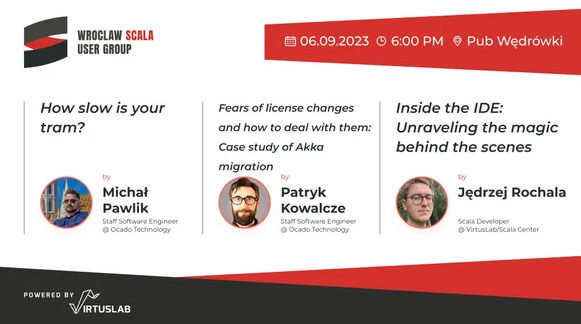 WROCLAW SCALA
USER GROUP
06.09.2023 6:00 PM Pub Wędrówki
How slow is your
tram?
by
Michał
Pawlik
Staff Software Engineer
@ Ocado Technology
Fears of license changes
and how to deal with them:
Case study of Akka
migration
by
Patryk
Kowalcze
Staff Software Engineer
@ Ocado Technology
Inside the IDE:
Unraveling the magic
behind the scenes
by
Jędrzej Rochala
Scala Developer
@ VirtusLab/Scala Center
POWERED BY
VIRTUSLAB